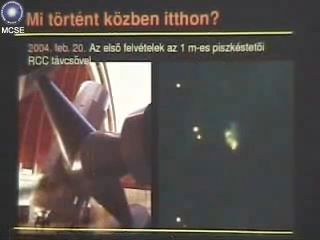 MCSE
Mi történt közben itthon?
2004. feb. 20. Az első felvételek az 1 m-es piszkéstetői
RCC távcsővel